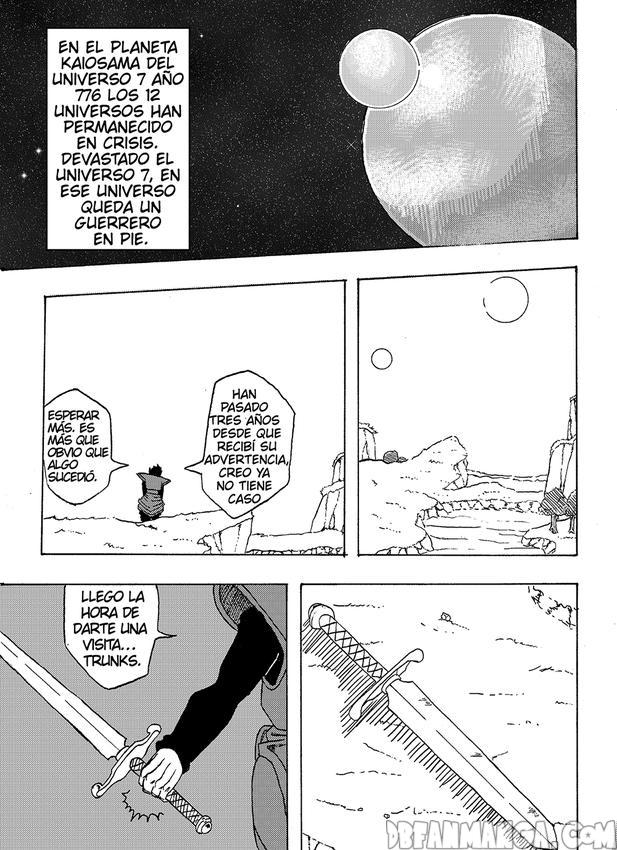 EN EL PLANETA
KAIOSAMA DEL
UNIVERSO 7 AÑO
776 LOS 12
UNIVERSOS HAN
PERMANECIDO
EN CRISIS.
DEVASTADO EL
UNIVERSO 7, EN
ESE UNIVERSO
QUEDA UN
GUERRERO
EN PIE.
HAN
PASADO
TRES AÑOS
DESDE QUE
RECIBÍ SU
ADVERTENCIA,
CREO YA
NO TIENE
CASO
ESPERAR
MÁS. ES
MÁS QUE
OBVIO QUE
ALGO
SUCEDIÓ.
LLEGO LA
HORA DE
DARTE UNA
VISITA...
TRUNKS.
DBFANMANGA.COM